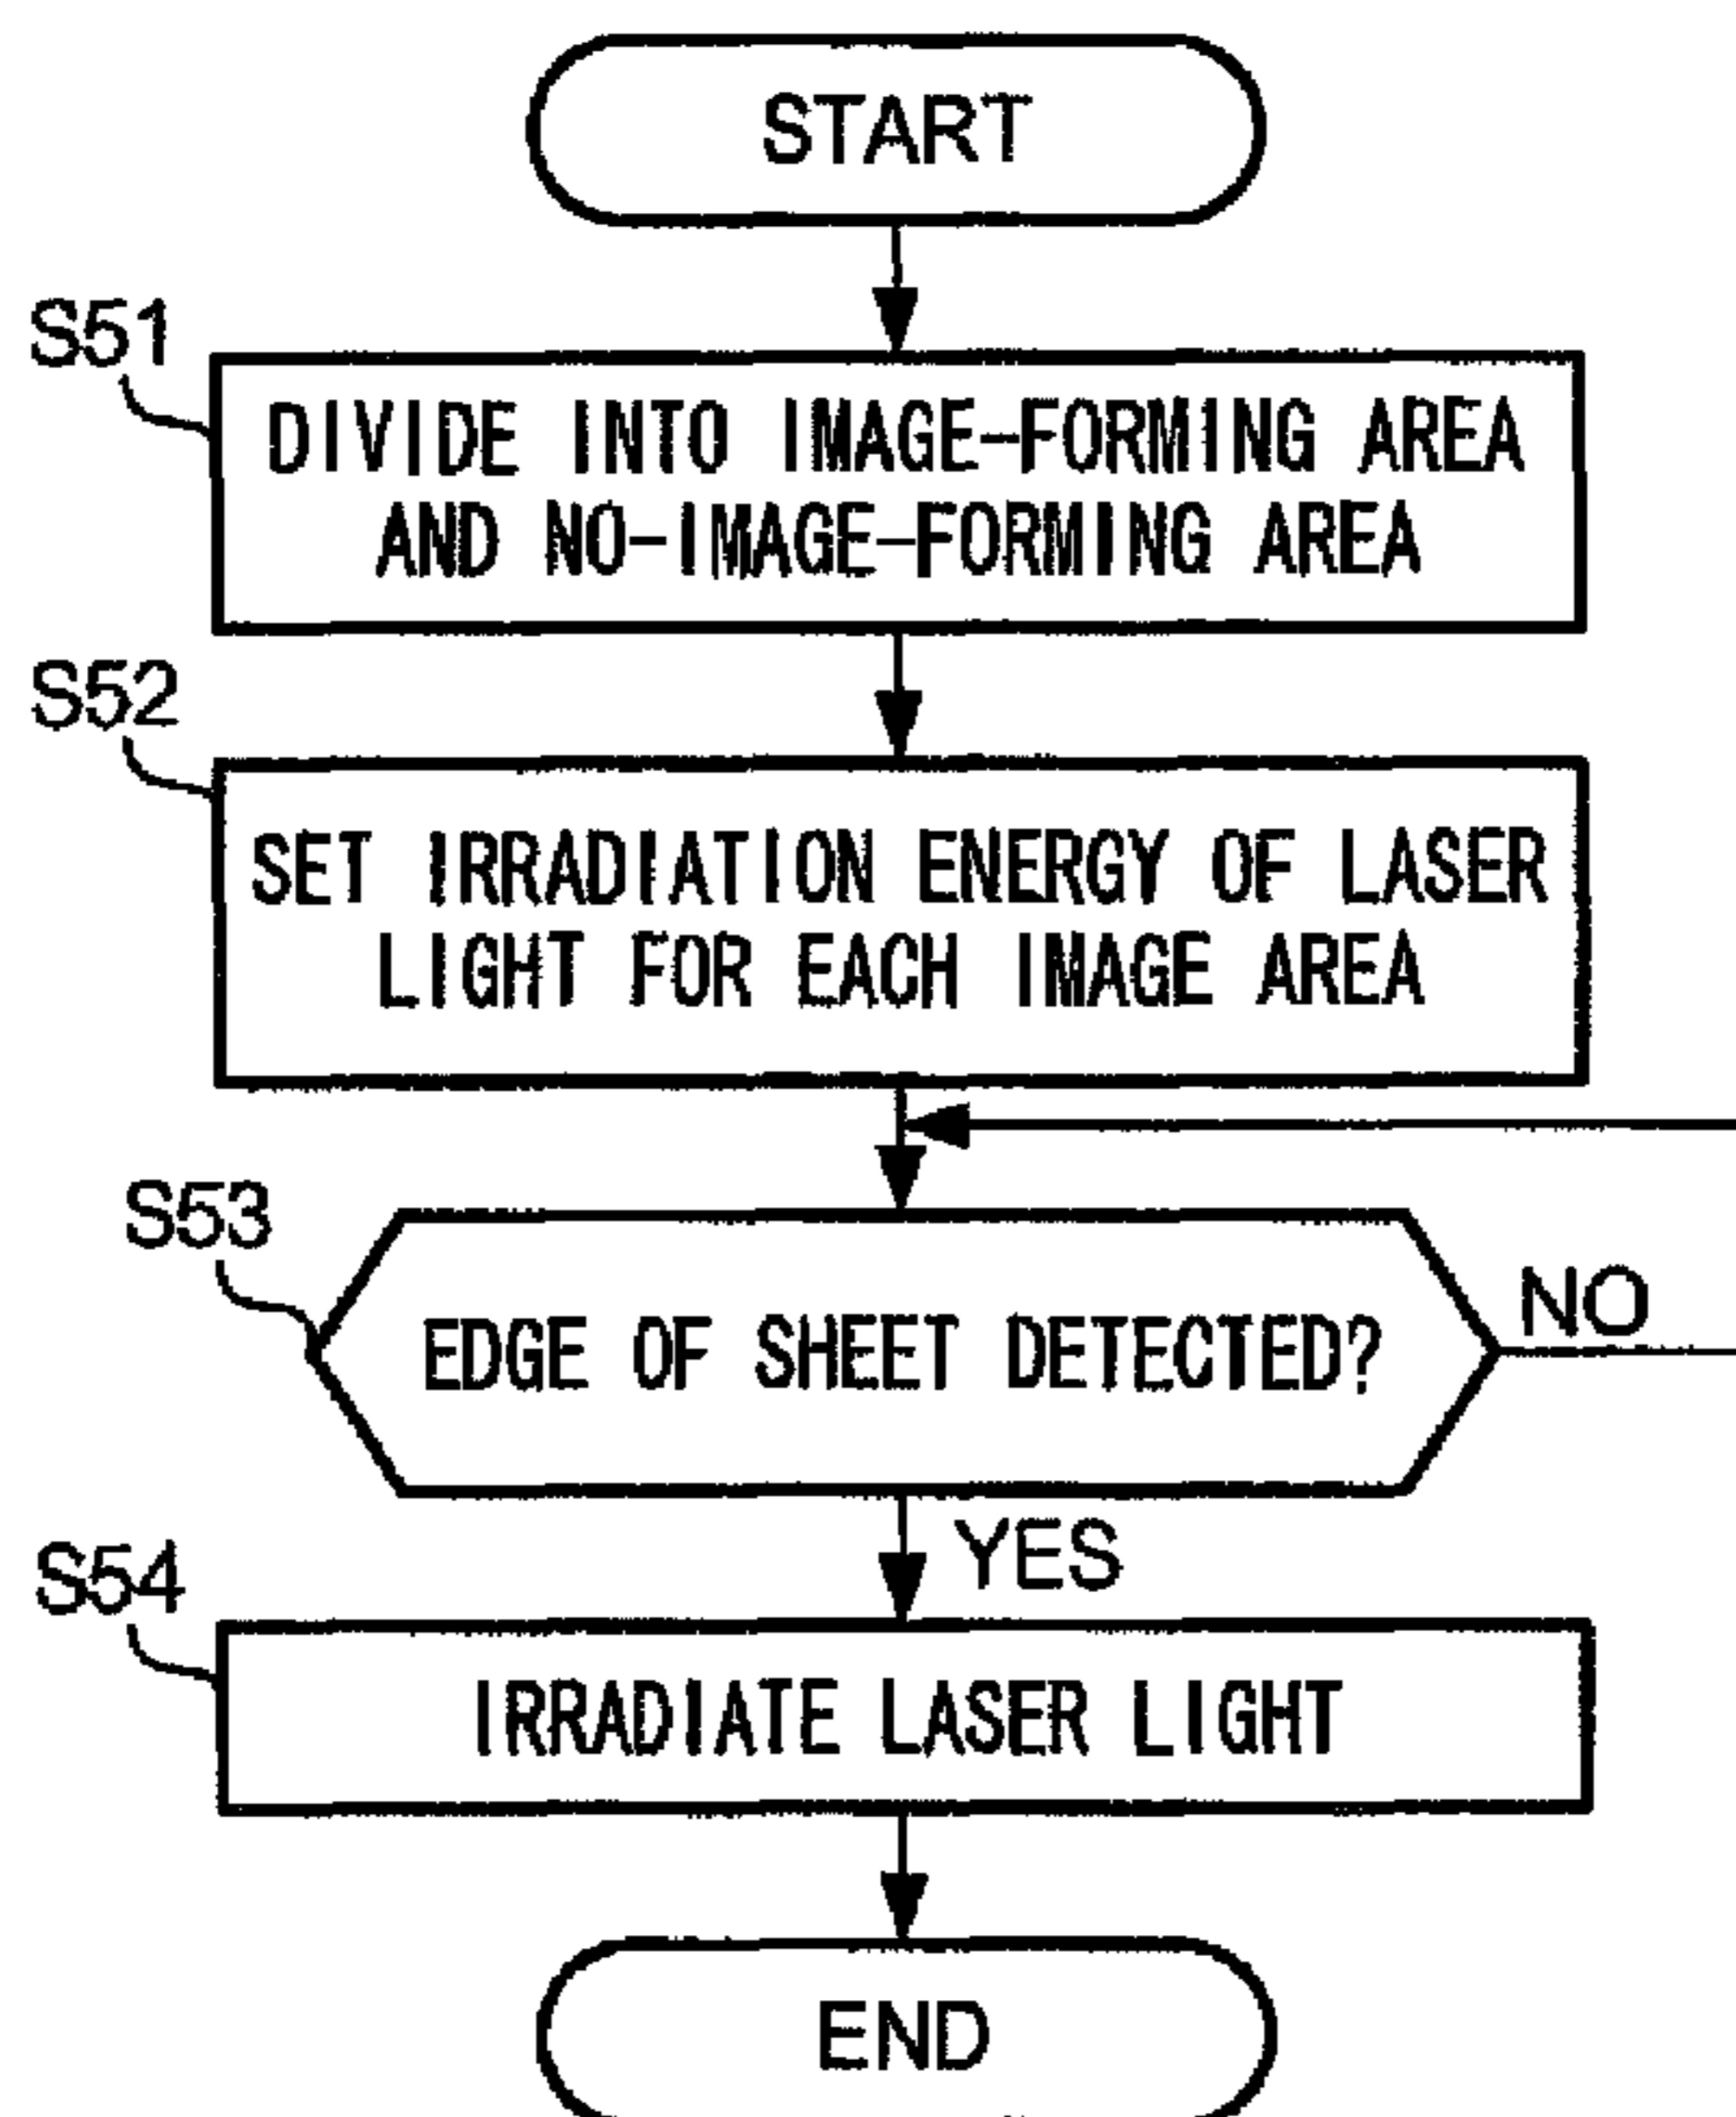 START
S51
DIVIDE INTO IMAGE-FORMING AREA
AND NO-IMAGE-FORMING AREA
S52
SET IRRADIATION ENERGY OF LASER
LIGHT FOR EACH IMAGE AREA
S53
EDGE OF SHEET DETECTED?
NO
YES
S54
IRRADIATE LASER LIGHT
END